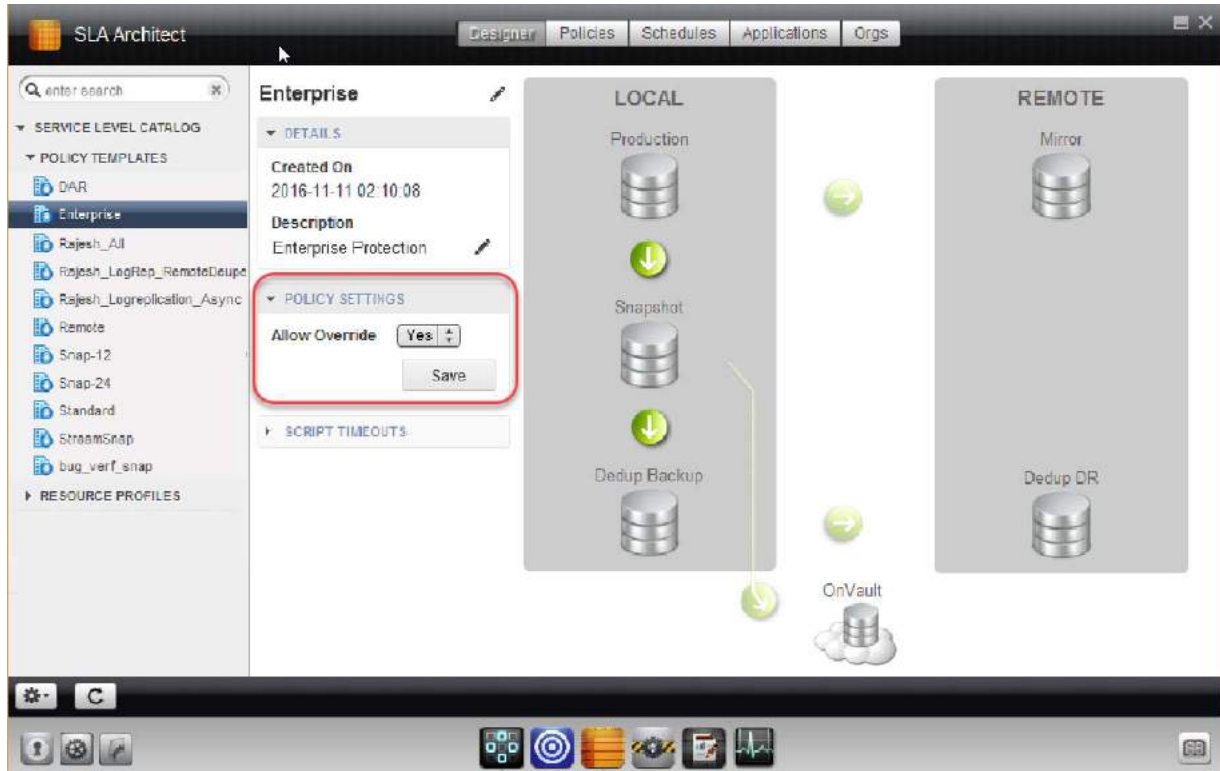 SLA Architect
Designer
Policies
Schedules
Applications
Orgs
enter search
SERVICE LEVEL CATALOG
POLICY TEMPLATES
DAR
Enterprise
Rajesh_All
Rajesh_LogRep_RemoteDedupe
Rajesh_Logreplication_Async
Remote
Snap-12
Snap-24
Standard
StreamSnap
bug_verf_snap
RESOURCE PROFILES
Enterprise
DETAILS
Created On
2016-11-11 02:10:08
Description
Enterprise Protection
POLICY SETTINGS
Allow Override Yes
Save
SCRIPT TIMEOUTS
LOCAL
Production
Snapshot
Dedup Backup
REMOTE
Mirror
Dedup DR
OnVault